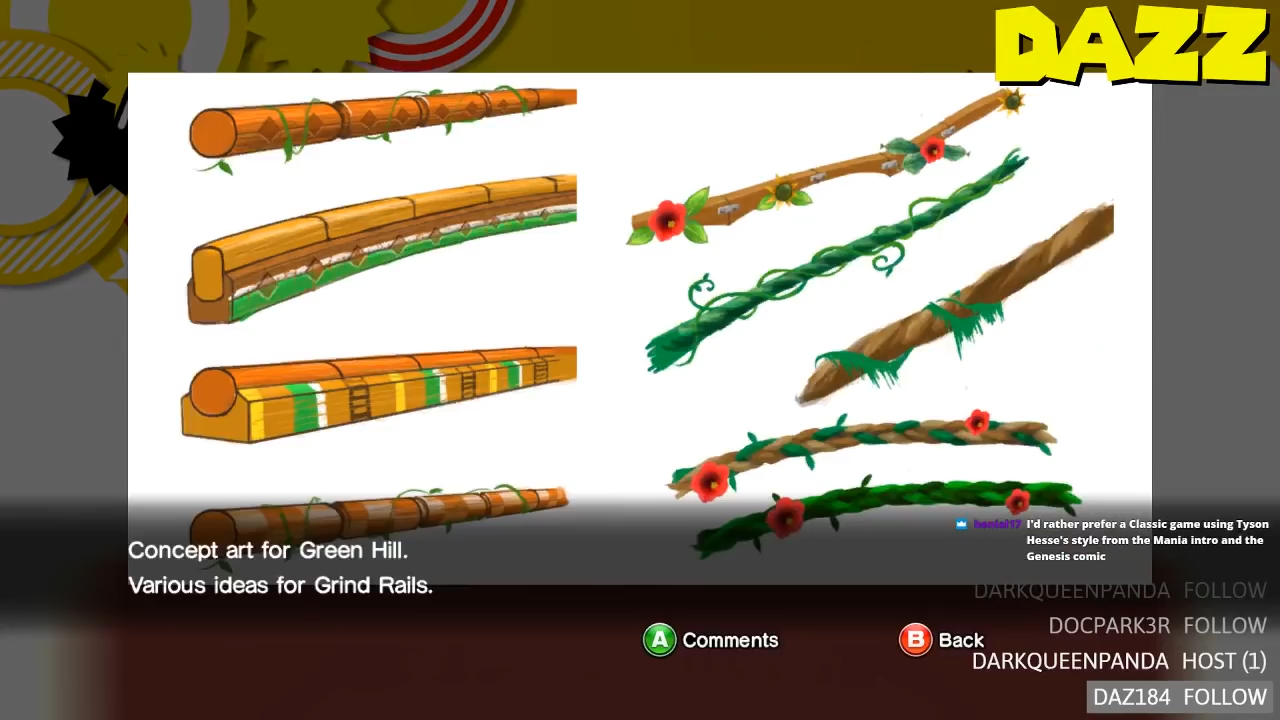 DAZZ
Concept art for Green Hill.
Various ideas for Grind Rails.
I'd rather prefer a Classic game using Tyson
Hesse's style from the Mania intro and the
Genesis comic
DARKQUEENPANDA FOLLOW
DOCPARK3R FOLLOW
A Comments
B Back
DARKQUEENPANDA HOST (1)
DAZ184 FOLLOW